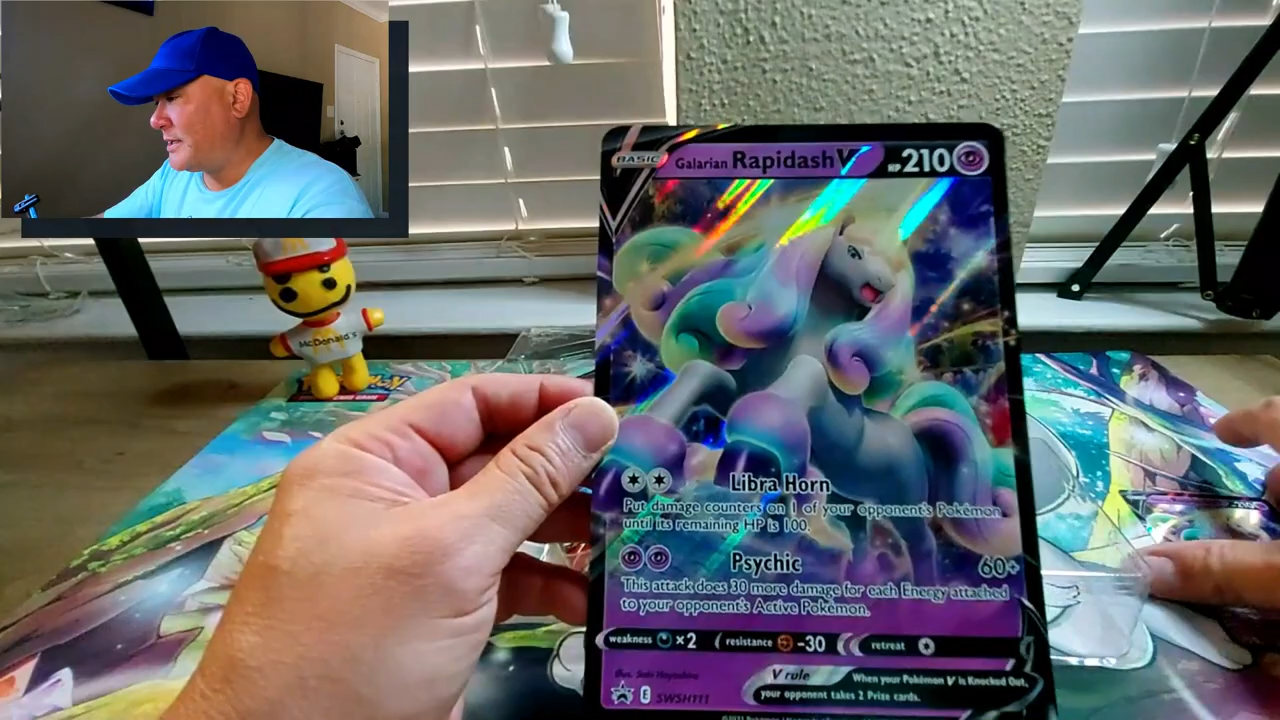 BASIC
Galarian Rapidash V HP 210
McDonald's
Libra Horn
Put damage counters on 1 of your opponent's Pokémon
until its remaining HP is 100.
Psychic 60+
This attack does 30 more damage for each Energy attached
to your opponent's Active Pokémon.
weakness ×2 resistance -30 retreat
V rule When your Pokémon V is Knocked Out,
your opponent takes 2 Prize cards.
E SWSH111